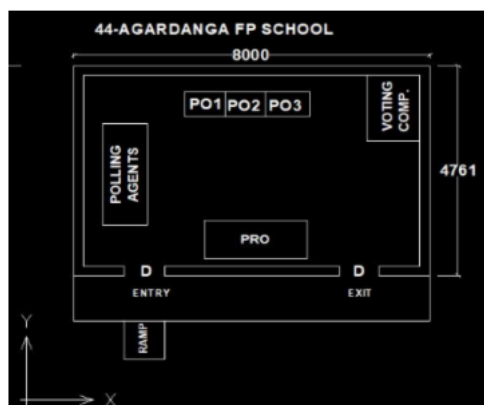 44-AGARDANGA FP SCHOOL
8000
PO1 PO2 PO3
VOTING
COMP.
POLLING
AGENTS
4761
PRO
D
D
ENTRY
EXIT
RAMP
Y
X